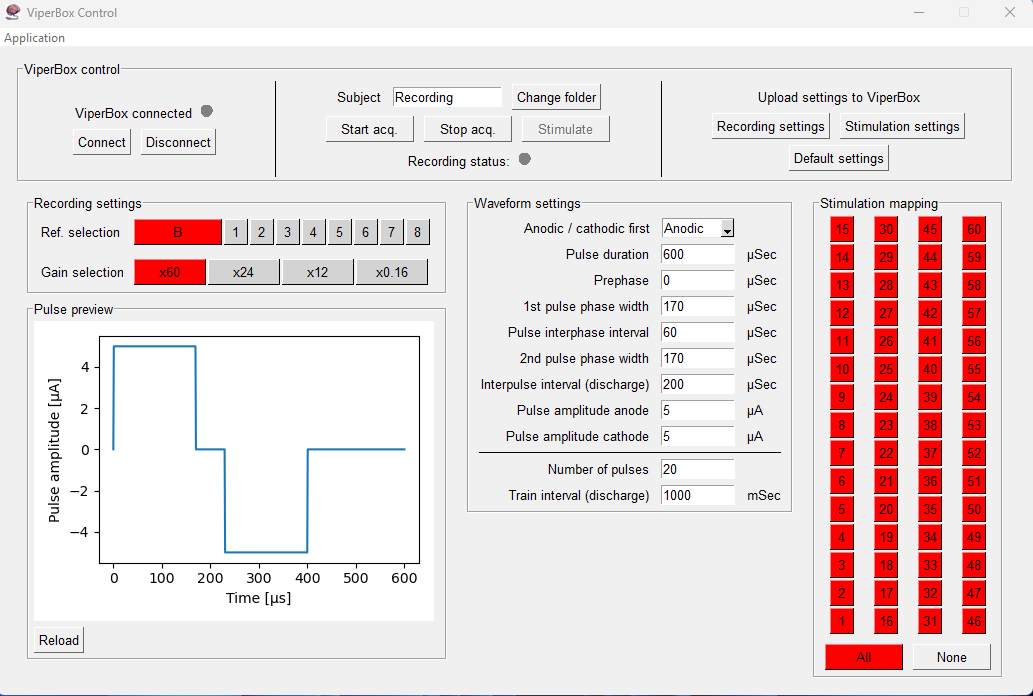 ViperBox Control
Application
ViperBox control
ViperBox connected
Connect Disconnect
Subject Recording Change folder
Start acq. Stop acq. Stimulate
Recording status:
Upload settings to ViperBox
Recording settings Stimulation settings
Default settings
Recording settings
Ref. selection B 1 2 3 4 5 6 7 8
Gain selection x60 x24 x12 x0.16
Pulse preview
Pulse amplitude [µA]
4
2
0
−2
−4
0 100 200 300 400 500 600
Time [µs]
Reload
Waveform settings
Anodic / cathodic first Anodic
Pulse duration 600 µSec
Prephase 0 µSec
1st pulse phase width 170 µSec
Pulse interphase interval 60 µSec
2nd pulse phase width 170 µSec
Interpulse interval (discharge) 200 µSec
Pulse amplitude anode 5 µA
Pulse amplitude cathode 5 µA
Number of pulses 20
Train interval (discharge) 1000 mSec
Stimulation mapping
15 30 45 60
14 29 44 59
13 28 43 58
12 27 42 57
11 26 41 56
10 25 40 55
9 24 39 54
8 23 38 53
7 22 37 52
6 21 36 51
5 20 35 50
4 19 34 49
3 18 33 48
2 17 32 47
1 16 31 46
All None